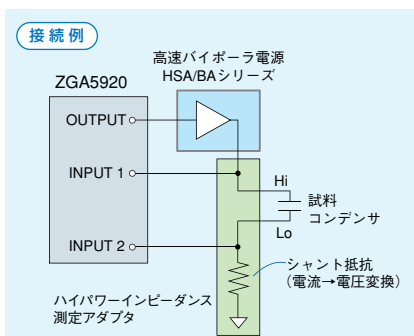 接続例
高速バイポーラ電源
HSA/BAシリーズ
ZGA5920
OUTPUT
INPUT 1
Hi
試料
コンデンサ
Lo
INPUT 2
シャント抵抗
(電流→電圧変換)
ハイパワーインピーダンス
測定アダプタ